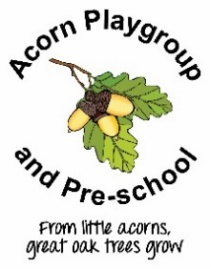 Acorn Playgroup
and Pre-school
From little acorns,
great oak trees grow